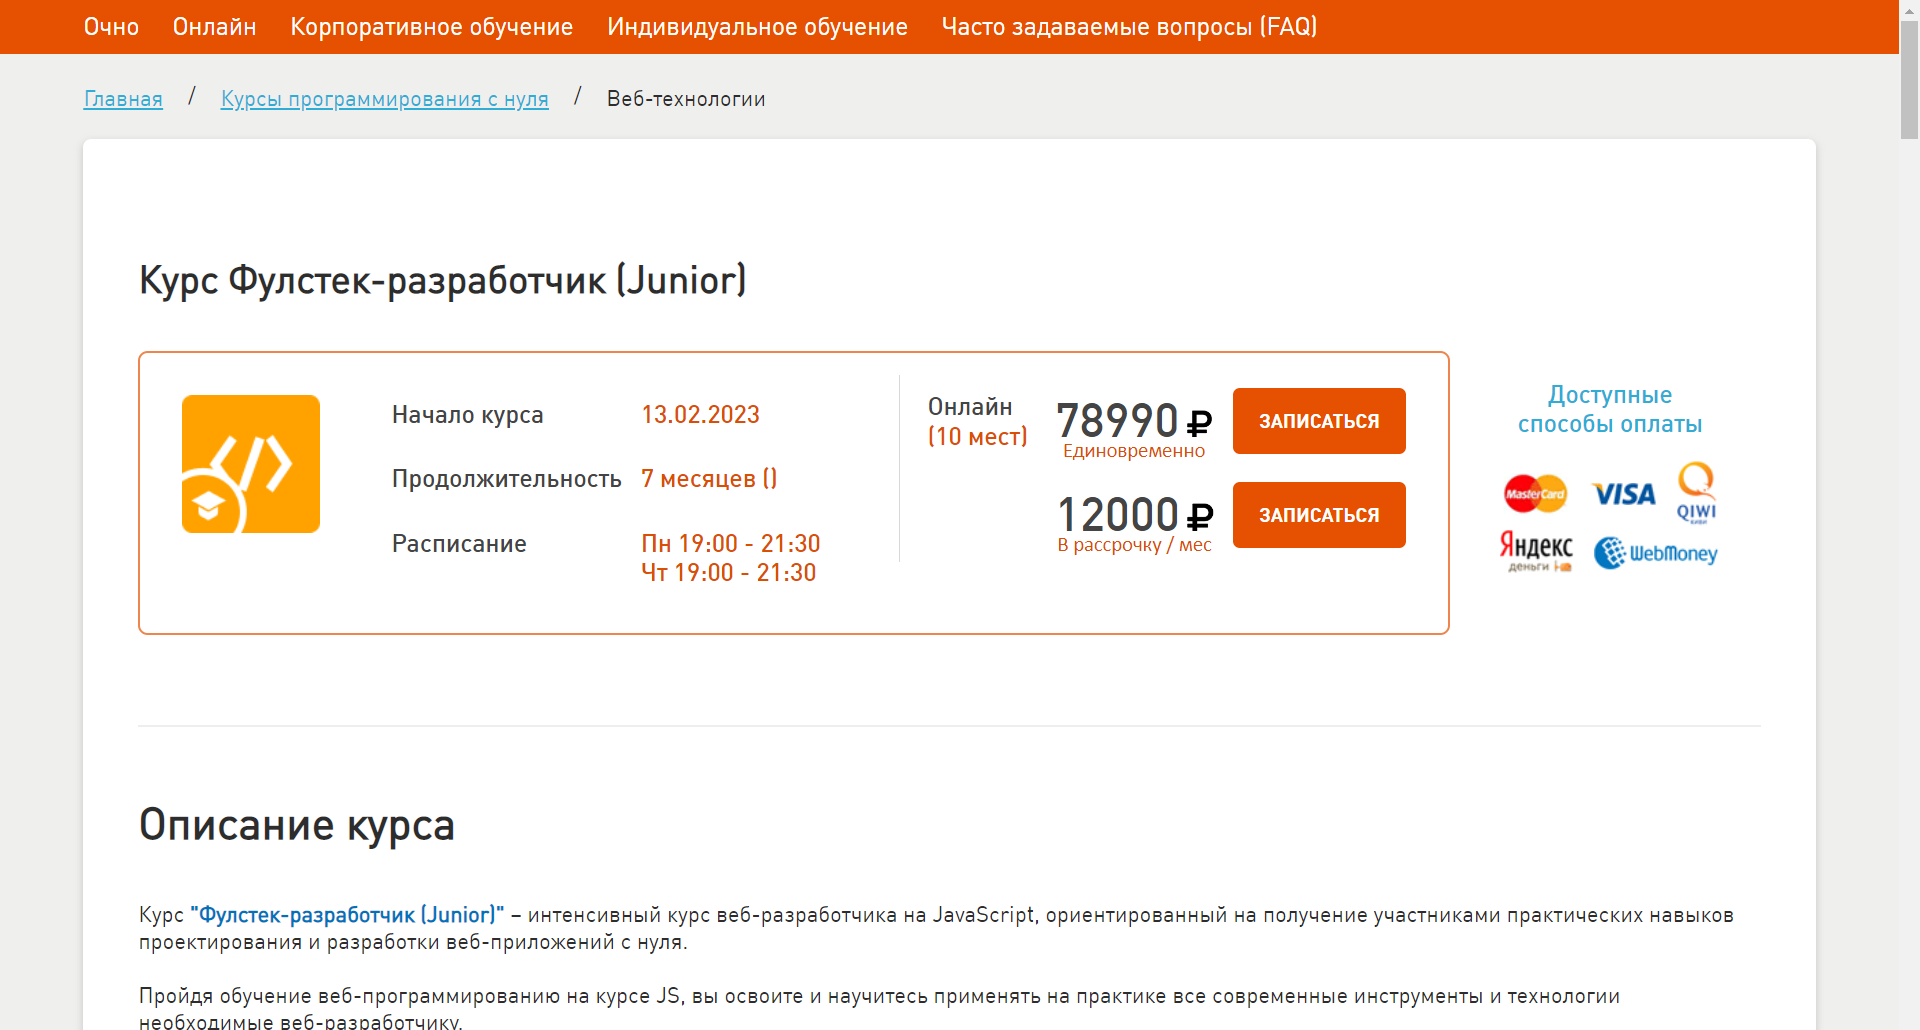 Очно Онлайн Корпоративное обучение Индивидуальное обучение Часто задаваемые вопросы (FAQ)
Главная / Курсы программирования с нуля / Веб-технологии
Курс Фулстек-разработчик (Junior)
Начало курса 13.02.2023
Продолжительность 7 месяцев ()
Расписание Пн 19:00 - 21:30
Чт 19:00 - 21:30
Онлайн
(10 мест)
78990 ₽
Единовременно
ЗАПИСАТЬСЯ
12000 ₽
В рассрочку / мес
ЗАПИСАТЬСЯ
Доступные
способы оплаты
MasterCard VISA QIWI
КИВИ
Яндекс
деньги
WebMoney
Описание курса
Курс "Фулстек-разработчик (Junior)" – интенсивный курс веб-разработчика на JavaScript, ориентированный на получение участниками практических навыков
проектирования и разработки веб-приложений с нуля.
Пройдя обучение веб-программированию на курсе JS, вы освоите и научитесь применять на практике все современные инструменты и технологии
необходимые веб-разработчику.